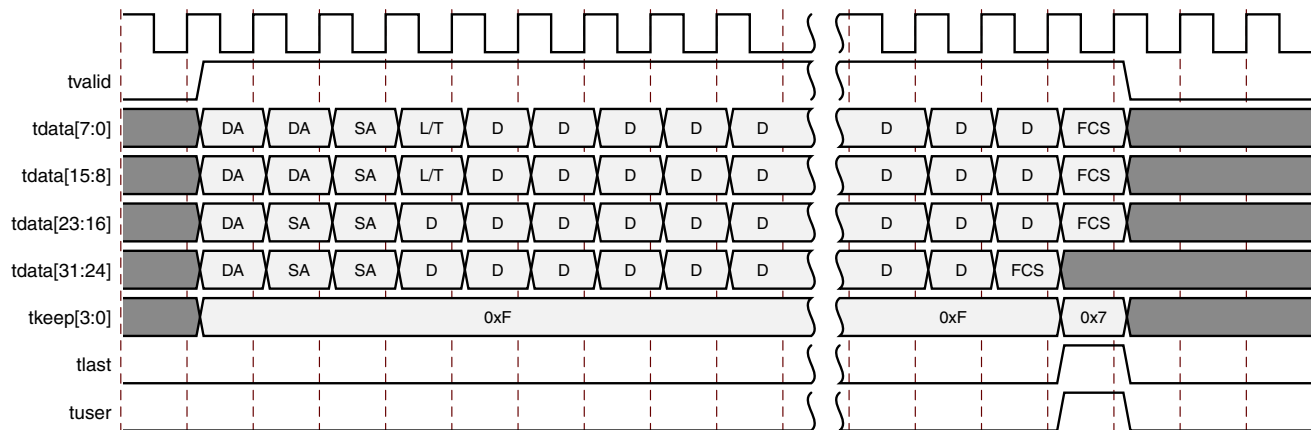 tvalid
tdata[7:0] DA DA SA L/T D D D D D D D D FCS
tdata[15:8] DA DA SA L/T D D D D D D D D FCS
tdata[23:16] DA SA SA D D D D D D D D D FCS
tdata[31:24] DA SA SA D D D D D D D D FCS
tkeep[3:0] 0xF 0xF 0x7
tlast
tuser